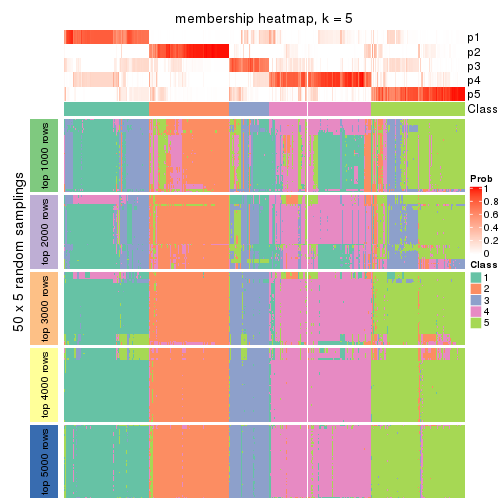 membership heatmap, k = 5
p1
p2
p3
p4
p5
Class
50 x 5 random samplings
top 1000 rows
top 2000 rows
top 3000 rows
top 4000 rows
top 5000 rows
Prob
1
0.8
0.6
0.4
0.2
0
Class
1
2
3
4
5